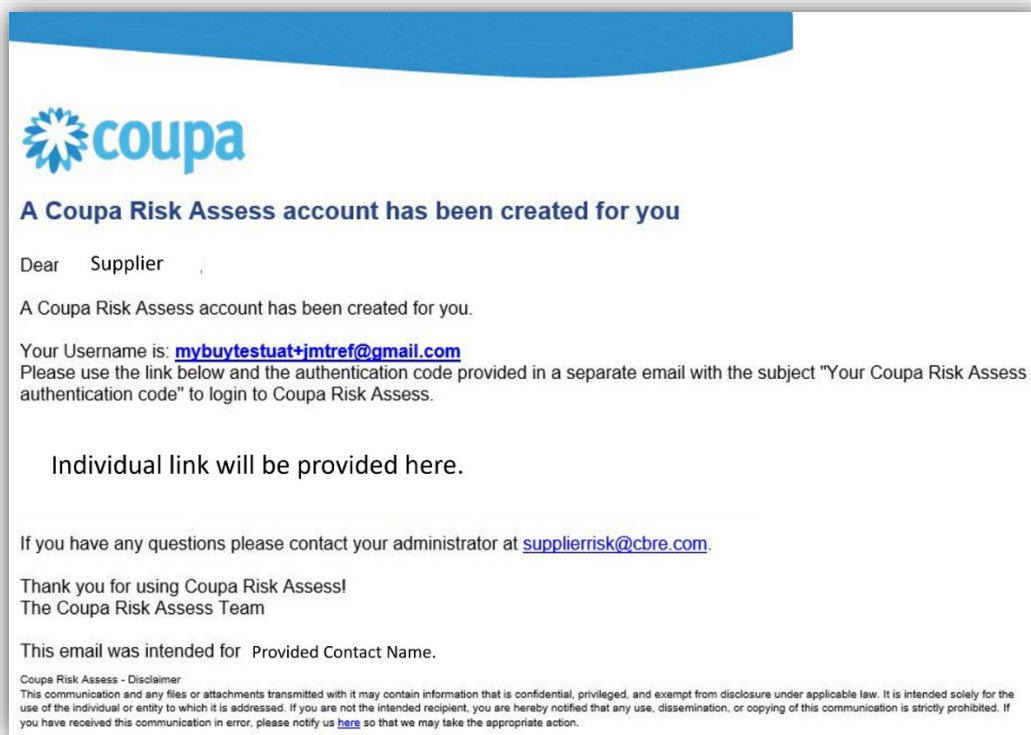 coupa
A Coupa Risk Assess account has been created for you
Dear Supplier ,
A Coupa Risk Assess account has been created for you.
Your Username is: mybuytestuat+jmtref@gmail.com
Please use the link below and the authentication code provided in a separate email with the subject "Your Coupa Risk Assess
authentication code" to login to Coupa Risk Assess.
Individual link will be provided here.
If you have any questions please contact your administrator at supplierrisk@cbre.com.
Thank you for using Coupa Risk Assess!
The Coupa Risk Assess Team
This email was intended for Provided Contact Name.
Coupa Risk Assess - Disclaimer
This communication and any files or attachments transmitted with it may contain information that is confidential, privileged, and exempt from disclosure under applicable law. It is intended solely for the
use of the individual or entity to which it is addressed. If you are not the intended recipient, you are hereby notified that any use, dissemination, or copying of this communication is strictly prohibited. If
you have received this communication in error, please notify us here so that we may take the appropriate action.